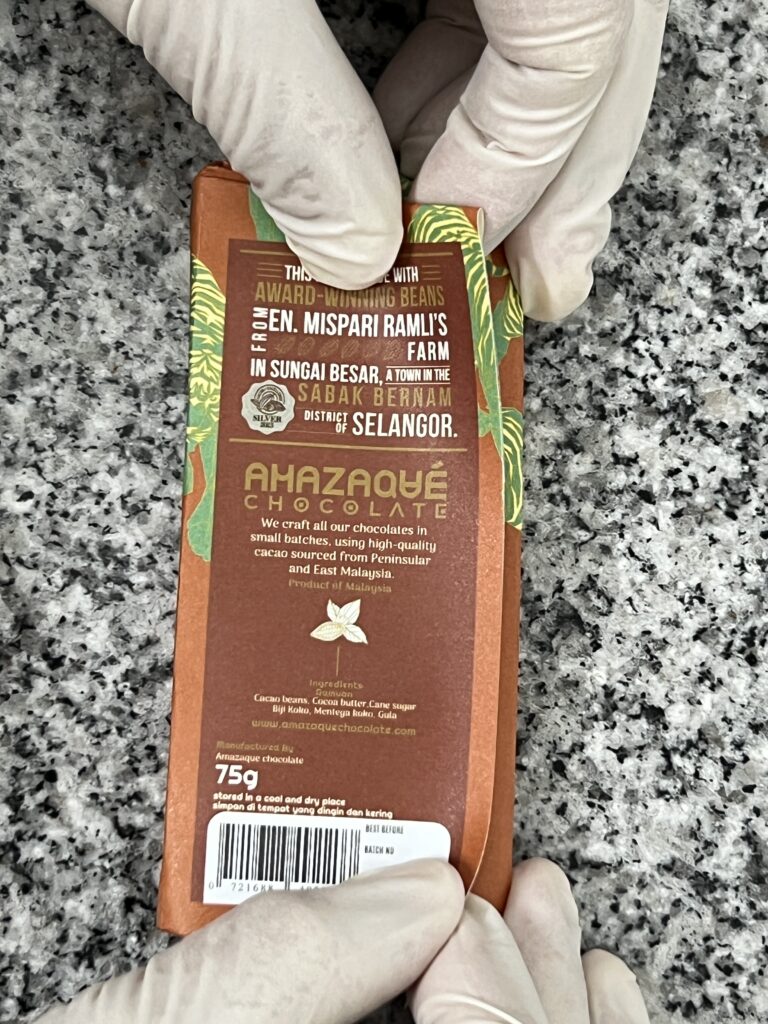 THIS WITH
AWARD-WINNING BEANS
FROM EN. MISPARI RAMLI'S
FARM
IN SUNGAI BESAR, A TOWN IN THE
SABAK BERNAM
DISTRICT OF SELANGOR.
SILVER
2023
AMAZAQUÉ
CHOCOLATE
We craft all our chocolates in
small batches, using high-quality
cacao sourced from Peninsular
and East Malaysia.
Product of Malaysia
Ingredients
Ramuan
Cacao beans, Cocoa butter,Cane sugar
Biji Koko, Mentega koko, Gula
www.amazaquechocolate.com
Manufactured By
Amazaque chocolate
75g
stored in a cool and dry place
simpan di tempat yang dingin dan kering
BEST BEFORE
BATCH NO
0 72168